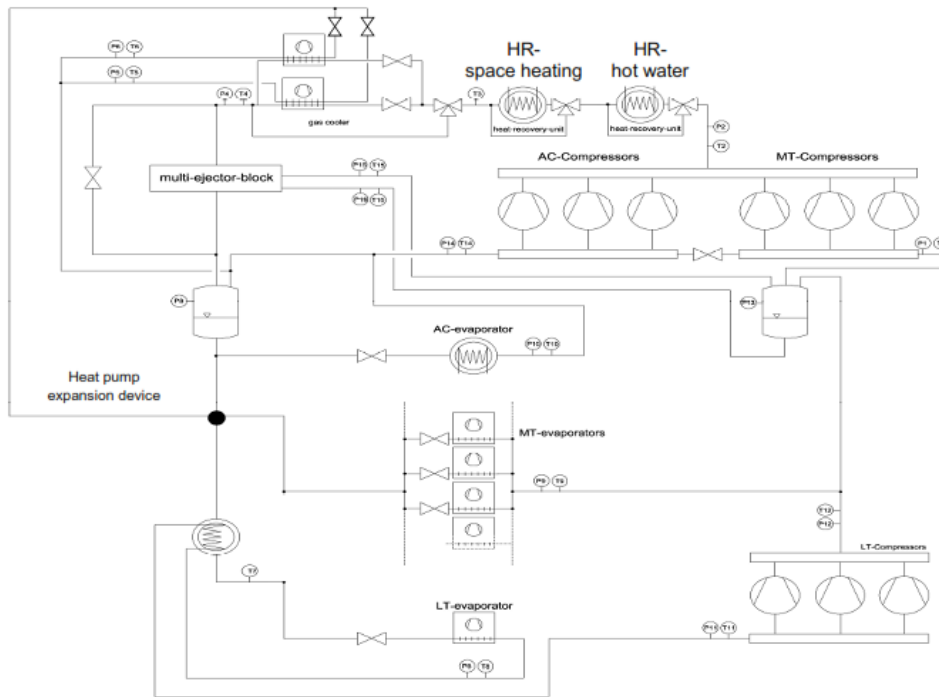 P6 T6
P5 T5
P4 T4
gas cooler
T3
HR-
space heating
heat-recovery-unit
HR-
hot water
heat-recovery-unit
P2
T2
AC-Compressors
MT-Compressors
multi-ejector-block
P15 T15
P14 T14
P1
P13
AC-evaporator
P10 T10
Heat pump
expansion device
MT-evaporators
P9 T9
T12
P12
LT-Compressors
T7
LT-evaporator
P11 T11
T8